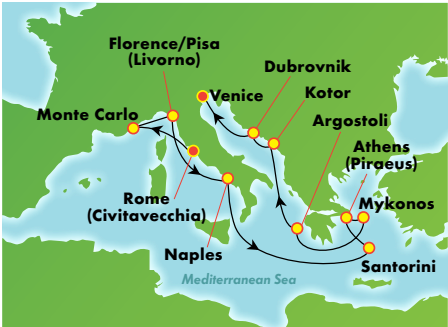 Florence/Pisa
(Livorno)
Dubrovnik
Venice
Kotor
Monte Carlo
Argostoli
Athens
(Piraeus)
Rome
(Civitavecchia)
Mykonos
Naples
Santorini
Mediterranean Sea